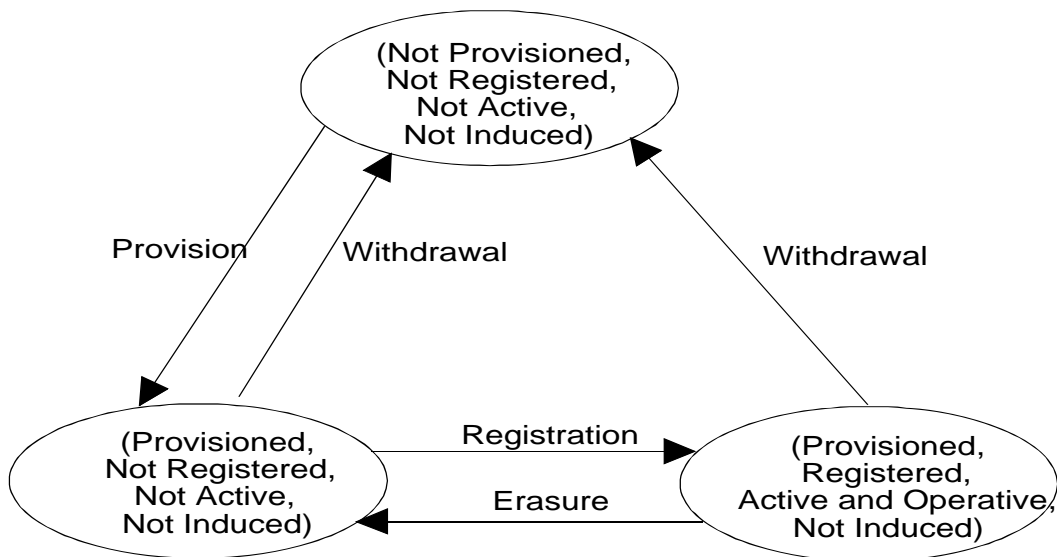 (Not Provisioned,
Not Registered,
Not Active,
Not Induced)
Provision
Withdrawal
Withdrawal
(Provisioned,
Not Registered,
Not Active,
Not Induced)
Registration
Erasure
(Provisioned,
Registered,
Active and Operative,
Not Induced)